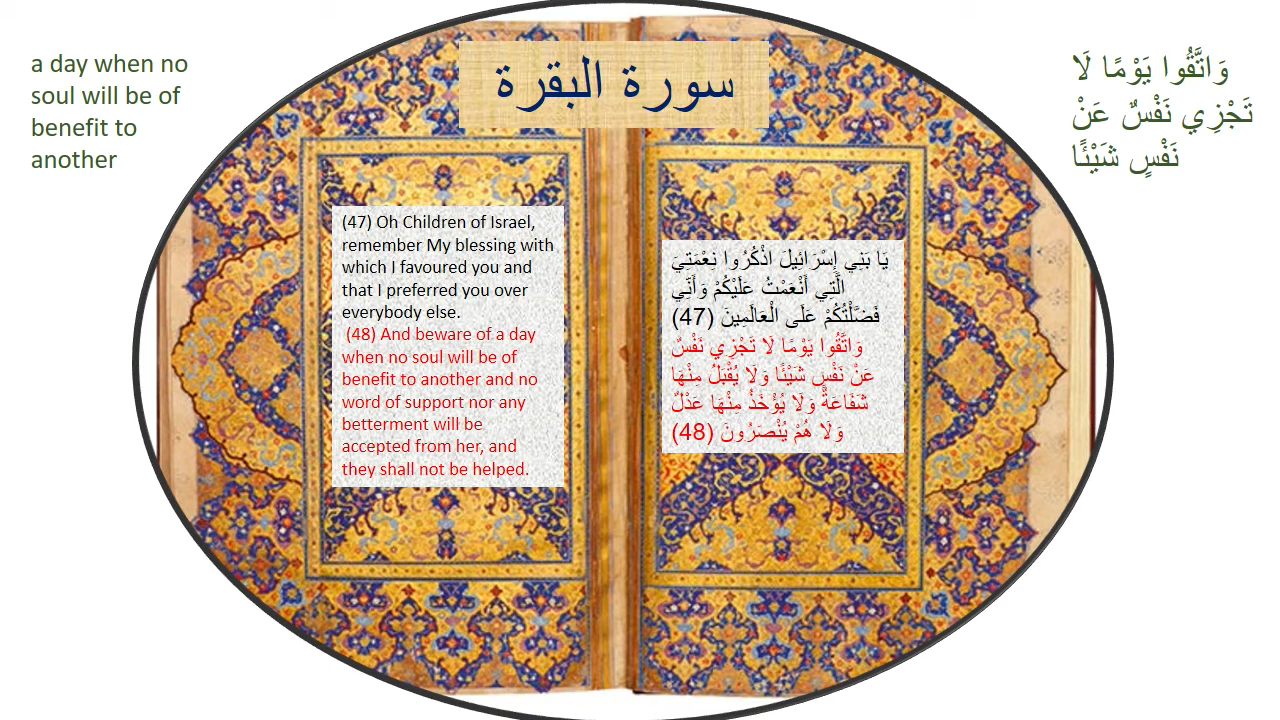 سورة البقرة
a day when no
soul will be of
benefit to
another
وَاتَّقُوا يَوْمًا لَا
تَجْزِي نَفْسٌ عَنْ
نَفْسٍ شَيْئًا
(47) Oh Children of Israel,
remember My blessing with
which I favoured you and
that I preferred you over
everybody else.
(48) And beware of a day
when no soul will be of
benefit to another and no
word of support nor any
betterment will be
accepted from her, and
they shall not be helped.
يَا بَنِي إِسْرَائِيلَ اذْكُرُوا نِعْمَتِيَ
الَّتِي أَنْعَمْتُ عَلَيْكُمْ وَأَنِّي
فَضَّلْتُكُمْ عَلَى الْعَالَمِينَ (47)
وَاتَّقُوا يَوْمًا لَا تَجْزِي نَفْسٌ
عَنْ نَفْسٍ شَيْئًا وَلَا يُقْبَلُ مِنْهَا
شَفَاعَةٌ وَلَا يُؤْخَذُ مِنْهَا عَدْلٌ
وَلَا هُمْ يُنْصَرُونَ (48)